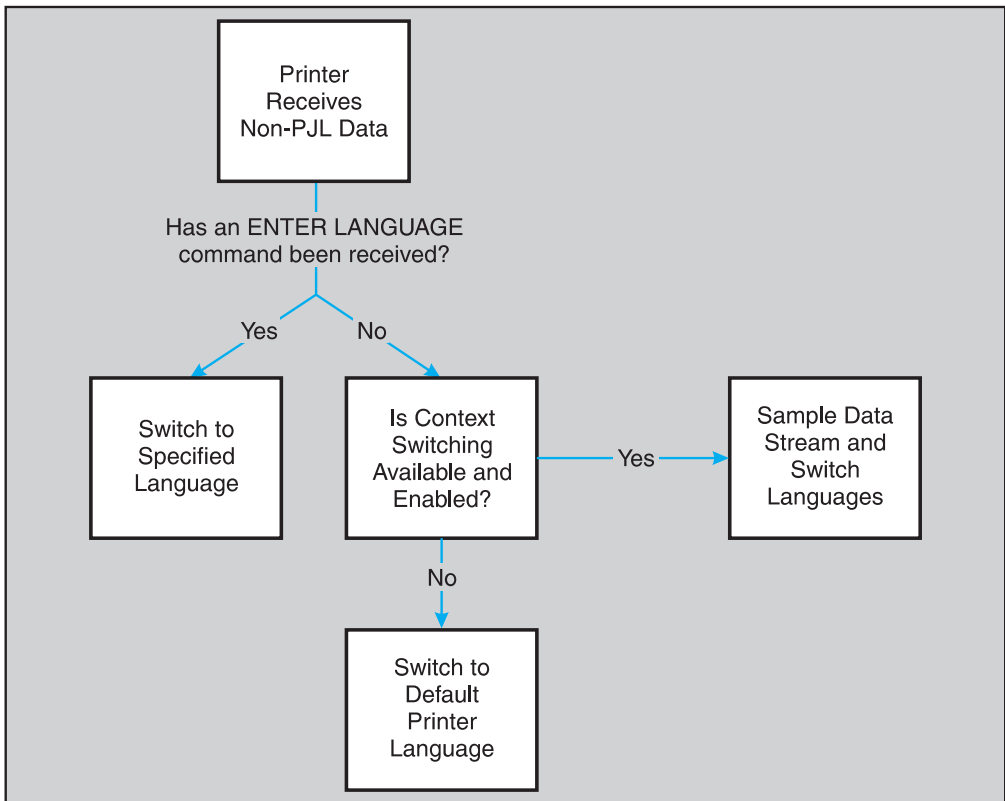 Printer
Receives
Non-PJL Data
Has an ENTER LANGUAGE
command been received?
Yes
No
Switch to
Specified
Language
Is Context
Switching
Available and
Enabled?
Yes
Sample Data
Stream and
Switch
Languages
No
Switch to
Default
Printer
Language